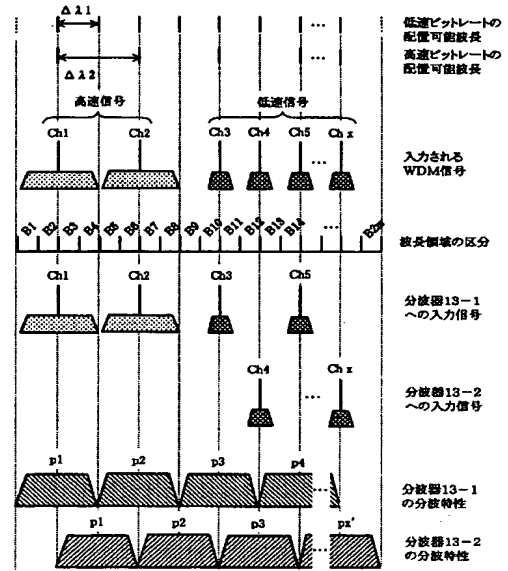 Δλ1
...
低速ビットレートの
配置可能波長
Δλ2
...
高速ビットレートの
配置可能波長
高速信号
低速信号
Ch1 Ch2 Ch3 Ch4 Ch5 ... Ch x
入力される
WDM信号
B1 B2 B3 B4 B5 B6 B7 B8 B9 B10 B11 B12 B13 B14 ... B2x
波長領域の区分
Ch1 Ch2 Ch3 Ch5
分波器13-1
への入力信号
Ch4 ... Ch x
分波器13-2
への入力信号
p1 p2 p3 p4
...
分波器13-1
の分波特性
p1 p2 p3 px'
...
分波器13-2
の分波特性